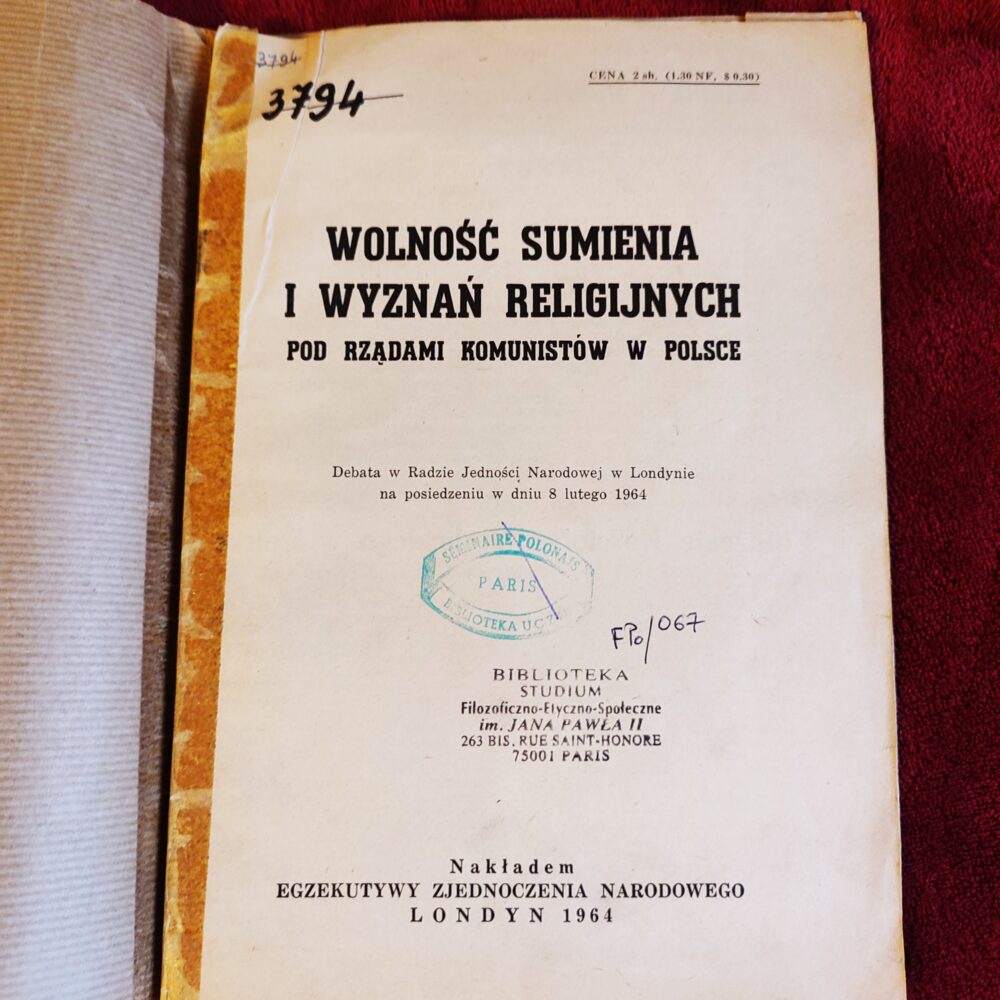 3794
3794
CENA 2 sh. (1.30 NF, $ 0.30)
WOLNOŚĆ SUMIENIA
I WYZNAŃ RELIGIJNYCH
POD RZĄDAMI KOMUNISTÓW W POLSCE
Debata w Radzie Jedności Narodowej w Londynie
na posiedzeniu w dniu 8 lutego 1964
SÉMINAIRE POLONAIS
PARIS
BIBLIOTEKA
FPo/067
BIBLIOTEKA
STUDIUM
Filozoficzno-Etyczno-Społeczne
im. JANA PAWŁA II
263 BIS, RUE SAINT-HONORE
75001 PARIS
Nakładem
EGZEKUTYWY ZJEDNOCZENIA NARODOWEGO
LONDYN 1964